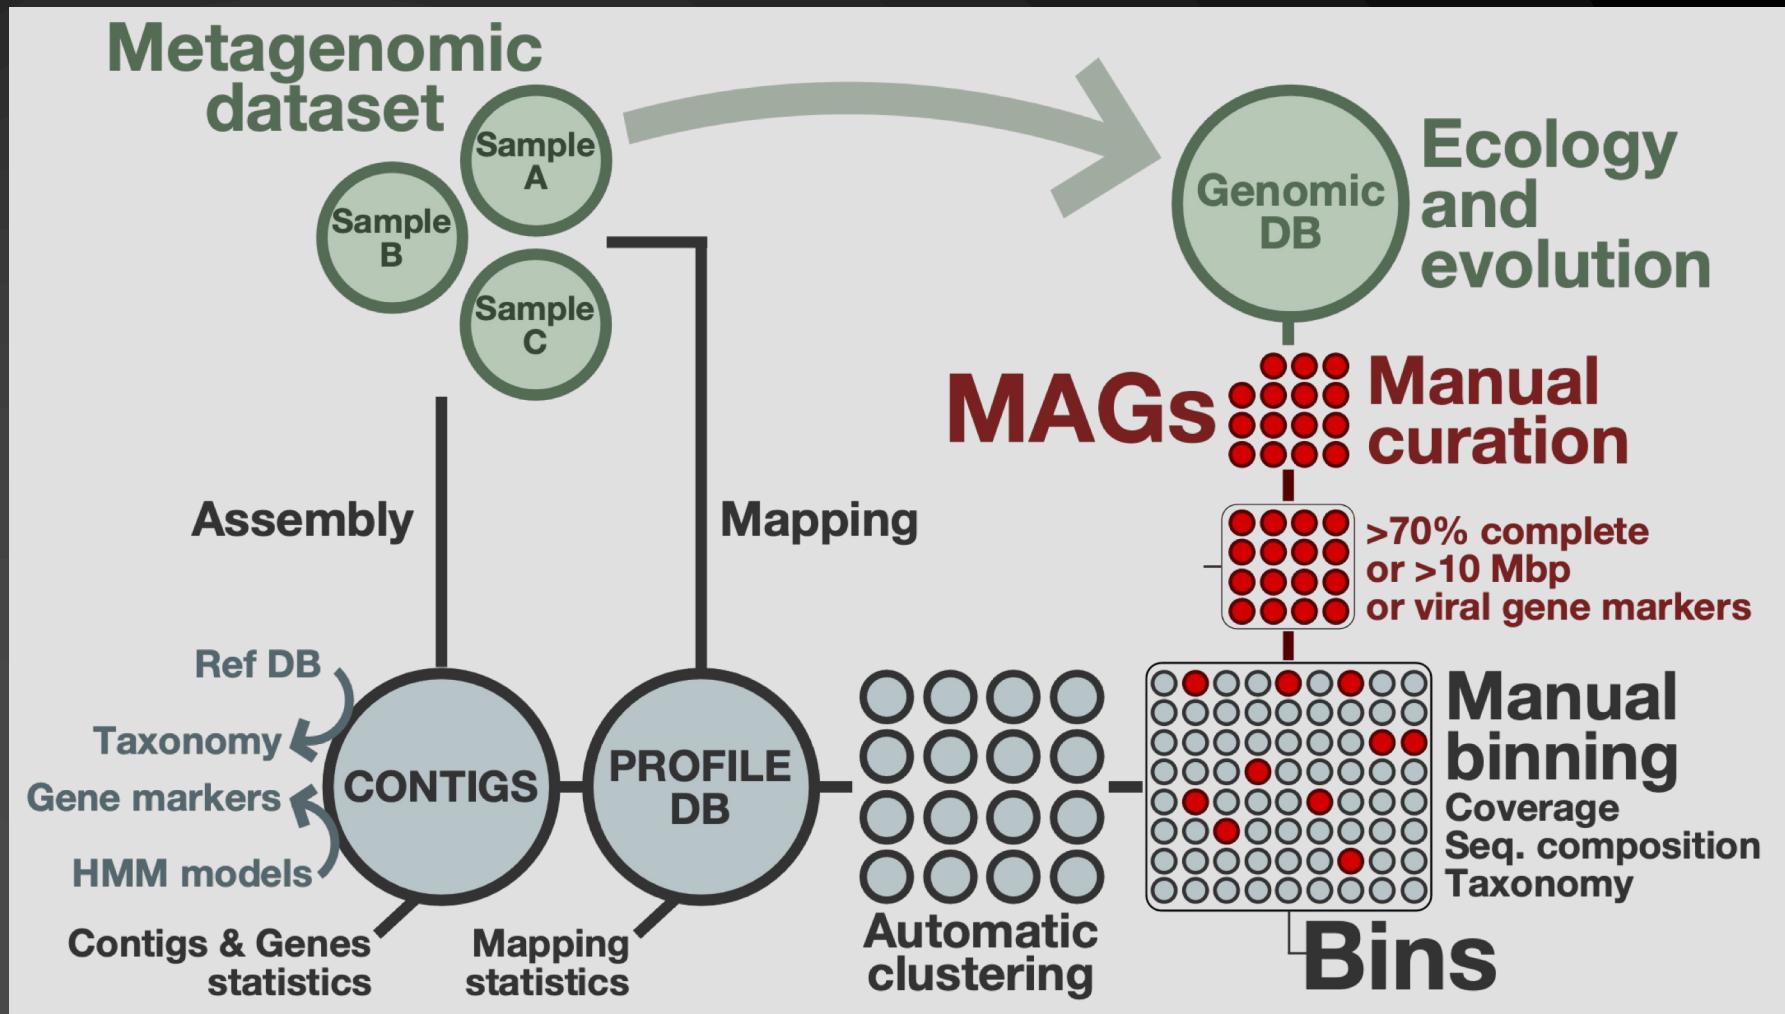 Metagenomic
dataset
Sample
A
Sample
B
Sample
C
Genomic
DB
Ecology
and
evolution
MAGs
Manual
curation
Assembly
Mapping
>70% complete
or >10 Mbp
or viral gene markers
Ref DB
Taxonomy
Gene markers
HMM models
CONTIGS
PROFILE
DB
Contigs & Genes
statistics
Mapping
statistics
Automatic
clustering
Manual
binning
Coverage
Seq. composition
Taxonomy
Bins